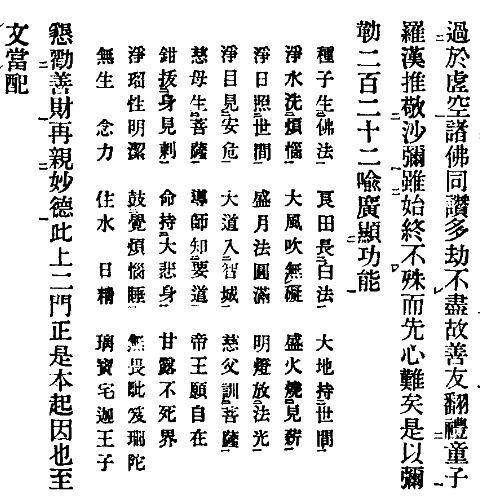 過於虛空諸佛同讚多劫不盡故善友翻禮童子
羅漢推敬沙彌雖始終不殊而先心難矣是以彌
勒二百二十二喩廣顯功能
種子生佛法 良田長白法 大地持世間
淨水洗煩惱 大風吹無礙 盛火燒見薪
淨日照世間 盛月法圓滿 明燈放法光
淨目見安危 大道入智城 慈父訓菩薩
慈母生菩薩 導師知要道 帝王願自在
鉗拔身見刺 命持大悲身 甘露不死界
淨瑠性明潔 鼓覺煩惱睡 無畏毗笈瑠陀
無生 念力 住水 日精 璃寶宅迦王子
懇勸善財再親妙德此上二門正是本起因也至
文當配